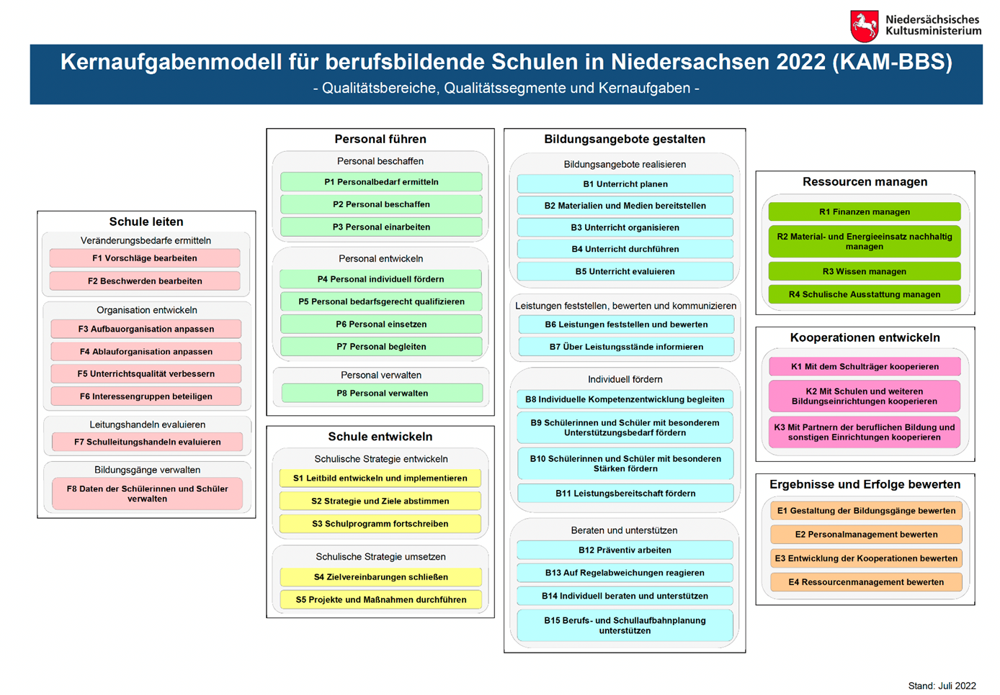 Niedersächsisches
Kultusministerium
Kernaufgabenmodell für berufsbildende Schulen in Niedersachsen 2022 (KAM-BBS)
- Qualitätsbereiche, Qualitätssegmente und Kernaufgaben -
Schule leiten
Veränderungsbedarfe ermitteln
F1 Vorschläge bearbeiten
F2 Beschwerden bearbeiten
Organisation entwickeln
F3 Aufbauorganisation anpassen
F4 Ablauforganisation anpassen
F5 Unterrichtsqualität verbessern
F6 Interessengruppen beteiligen
Leitungshandeln evaluieren
F7 Schulleitungshandeln evaluieren
Bildungsgänge verwalten
F8 Daten der Schülerinnen und Schüler
verwalten
Personal führen
Personal beschaffen
P1 Personalbedarf ermitteln
P2 Personal beschaffen
P3 Personal einarbeiten
Personal entwickeln
P4 Personal individuell fördern
P5 Personal bedarfsgerecht qualifizieren
P6 Personal einsetzen
P7 Personal begleiten
Personal verwalten
P8 Personal verwalten
Schule entwickeln
Schulische Strategie entwickeln
S1 Leitbild entwickeln und implementieren
S2 Strategie und Ziele abstimmen
S3 Schulprogramm fortschreiben
Schulische Strategie umsetzen
S4 Zielvereinbarungen schließen
S5 Projekte und Maßnahmen durchführen
Bildungsangebote gestalten
Bildungsangebote realisieren
B1 Unterricht planen
B2 Materialien und Medien bereitstellen
B3 Unterricht organisieren
B4 Unterricht durchführen
B5 Unterricht evaluieren
Leistungen feststellen, bewerten und kommunizieren
B6 Leistungen feststellen und bewerten
B7 Über Leistungsstände informieren
Individuell fördern
B8 Individuelle Kompetenzentwicklung begleiten
B9 Schülerinnen und Schüler mit besonderem
Unterstützungsbedarf fördern
B10 Schülerinnen und Schüler mit besonderen
Stärken fördern
B11 Leistungsbereitschaft fördern
Beraten und unterstützen
B12 Präventiv arbeiten
B13 Auf Regelabweichungen reagieren
B14 Individuell beraten und unterstützen
B15 Berufs- und Schullaufbahnplanung
unterstützen
Ressourcen managen
R1 Finanzen managen
R2 Material- und Energieeinsatz nachhaltig
managen
R3 Wissen managen
R4 Schulische Ausstattung managen
Kooperationen entwickeln
K1 Mit dem Schulträger kooperieren
K2 Mit Schulen und weiteren
Bildungseinrichtungen kooperieren
K3 Mit Partnern der beruflichen Bildung und
sonstigen Einrichtungen kooperieren
Ergebnisse und Erfolge bewerten
E1 Gestaltung der Bildungsgänge bewerten
E2 Personalmanagement bewerten
E3 Entwicklung der Kooperationen bewerten
E4 Ressourcenmanagement bewerten
Stand: Juli 2022